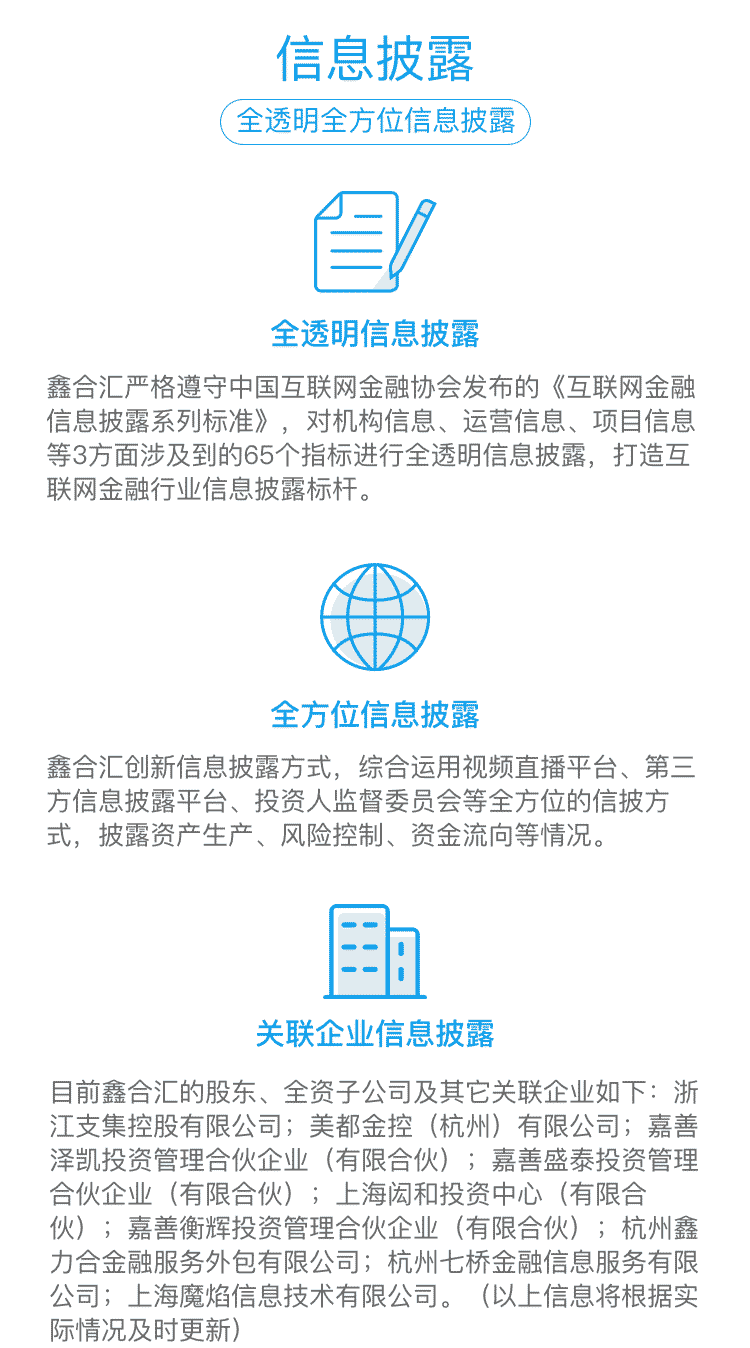 信息披露
全透明全方位信息披露
全透明信息披露
鑫合汇严格遵守中国互联网金融协会发布的《互联网金融
信息披露系列标准》，对机构信息、运营信息、项目信息
等3方面涉及到的65个指标进行全透明信息披露，打造互
联网金融行业信息披露标杆。
全方位信息披露
鑫合汇创新信息披露方式，综合运用视频直播平台、第三
方信息披露平台、投资人监督委员会等全方位的信披方
式，披露资产生产、风险控制、资金流向等情况。
关联企业信息披露
目前鑫合汇的股东、全资子公司及其它关联企业如下：浙
江支集控股有限公司；美都金控（杭州）有限公司；嘉善
泽凯投资管理合伙企业（有限合伙）；嘉善盛泰投资管理
合伙企业（有限合伙）；上海闳和投资中心（有限合
伙）；嘉善衡辉投资管理合伙企业（有限合伙）；杭州鑫
力合金融服务外包有限公司；杭州七桥金融信息服务有限
公司；上海魔焰信息技术有限公司。（以上信息将根据实
际情况及时更新）